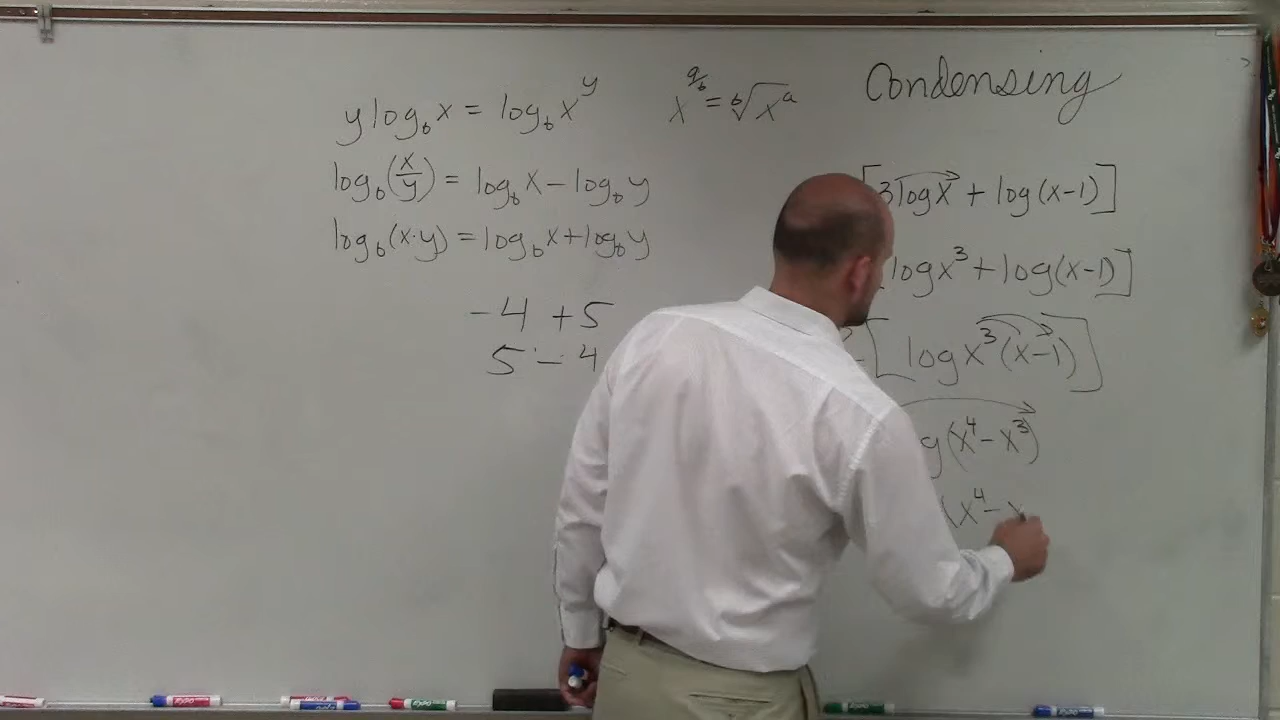 Condensing
y log_b x = log_b x^y
x^(a/b) = ᵇ√(x^a)
log_b(x/y) = log_b x − log_b y
log_b(x·y) = log_b x + log_b y
−4 +5
5 − 4
[3 log x + log(x−1)]
[log x³ + log(x−1)]
[log x³(x−1)]
g(x⁴ − x³)
(x⁴ − x